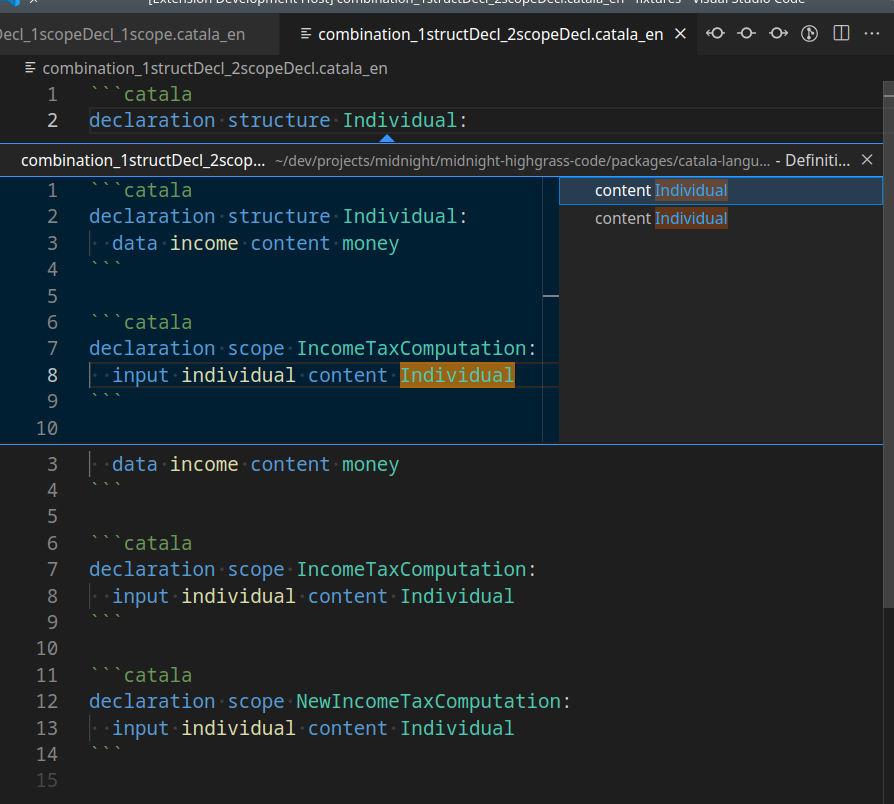 [Extension Development Host] combination_1structDecl_2scopeDecl.catala_en - fixtures - Visual Studio Code
Decl_1scopeDecl_1scope.catala_en
combination_1structDecl_2scopeDecl.catala_en
combination_1structDecl_2scopeDecl.catala_en
1 ```catala
2 declaration structure Individual:
combination_1structDecl_2scop... ~/dev/projects/midnight/midnight-highgrass-code/packages/catala-langu... - Definiti...
1 ```catala
2 declaration structure Individual:
3 data income content money
4 ```
5
6 ```catala
7 declaration scope IncomeTaxComputation:
8 input individual content Individual
9 ```
10
content Individual
content Individual
3 data income content money
4 ```
5
6 ```catala
7 declaration scope IncomeTaxComputation:
8 input individual content Individual
9 ```
10
11 ```catala
12 declaration scope NewIncomeTaxComputation:
13 input individual content Individual
14 ```
15